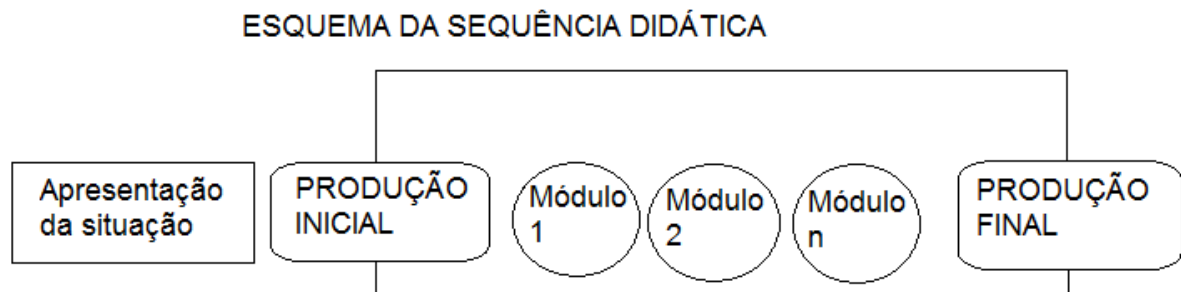 ESQUEMA DA SEQUÊNCIA DIDÁTICA
Apresentação
da situação
PRODUÇÃO
INICIAL
Módulo
1
Módulo
2
Módulo
n
PRODUÇÃO
FINAL